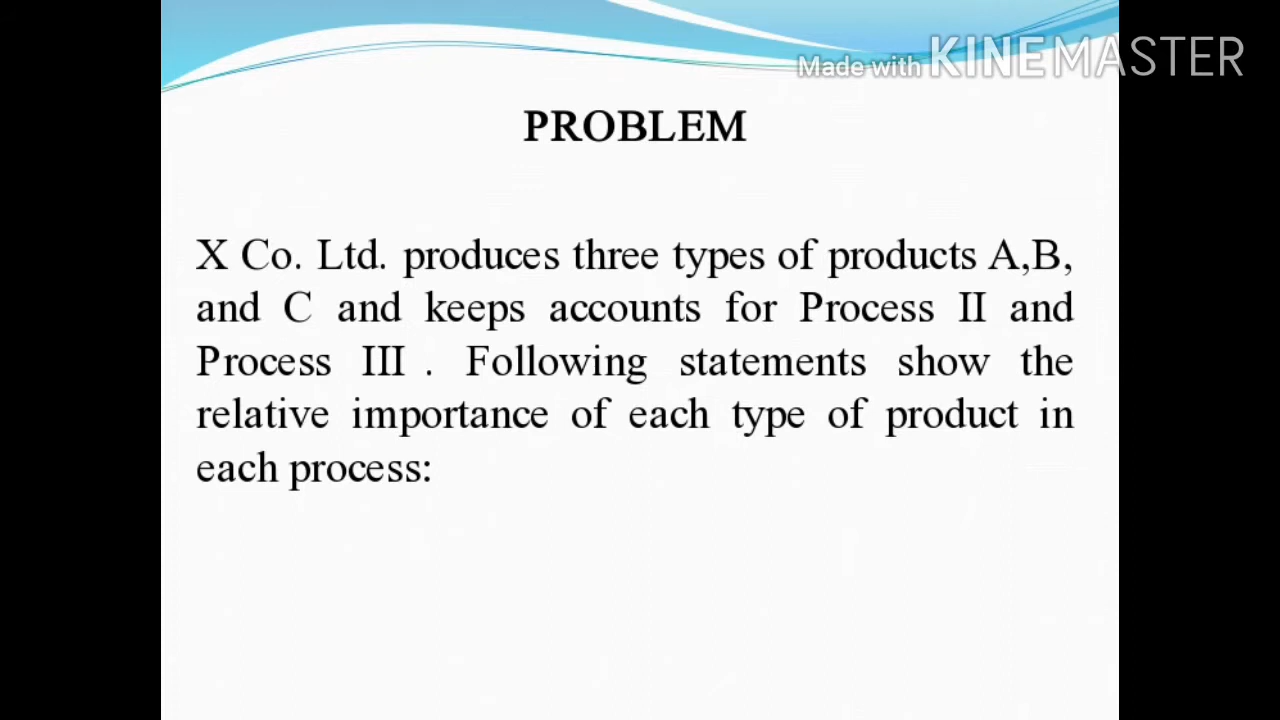 Made with KINEMASTER
PROBLEM
X Co. Ltd. produces three types of products A,B,
and C and keeps accounts for Process II and
Process III . Following statements show the
relative importance of each type of product in
each process: